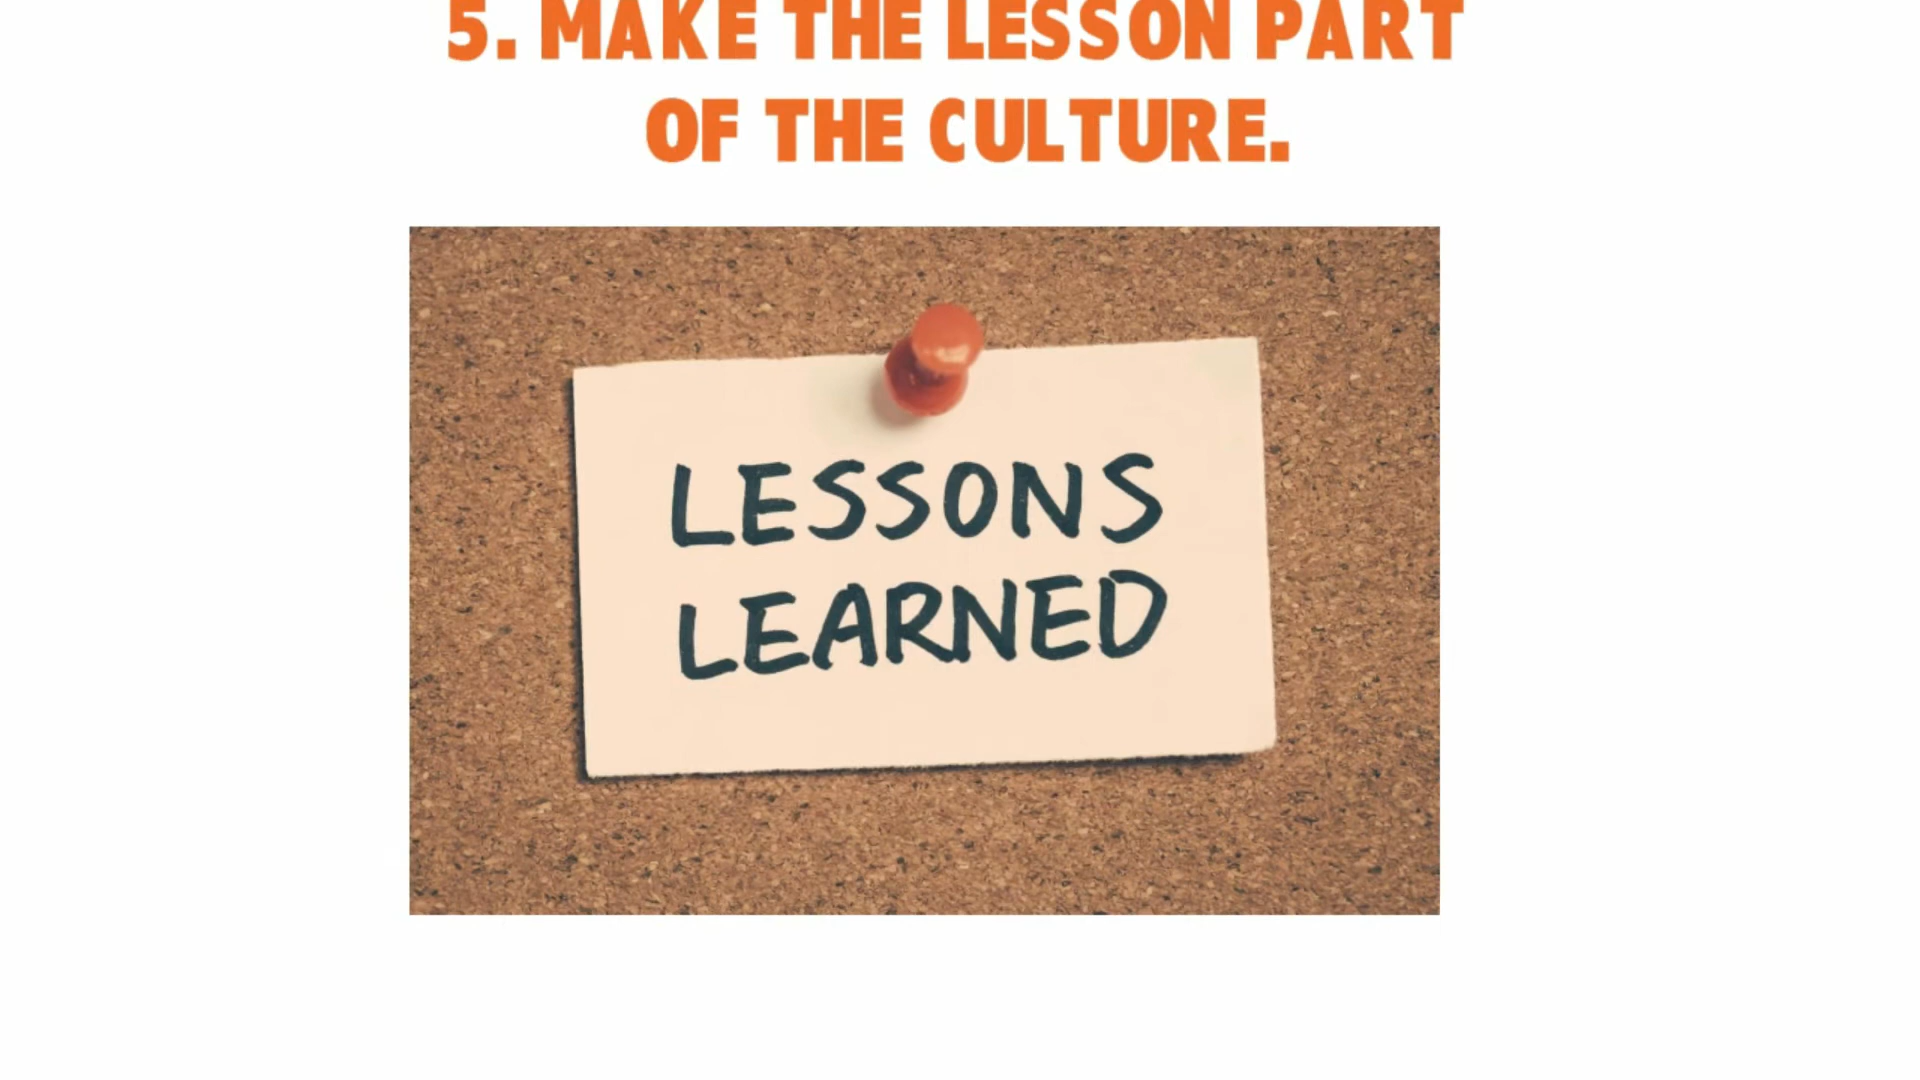 5. MAKE THE LESSON PART
OF THE CULTURE.
LESSONS
LEARNED